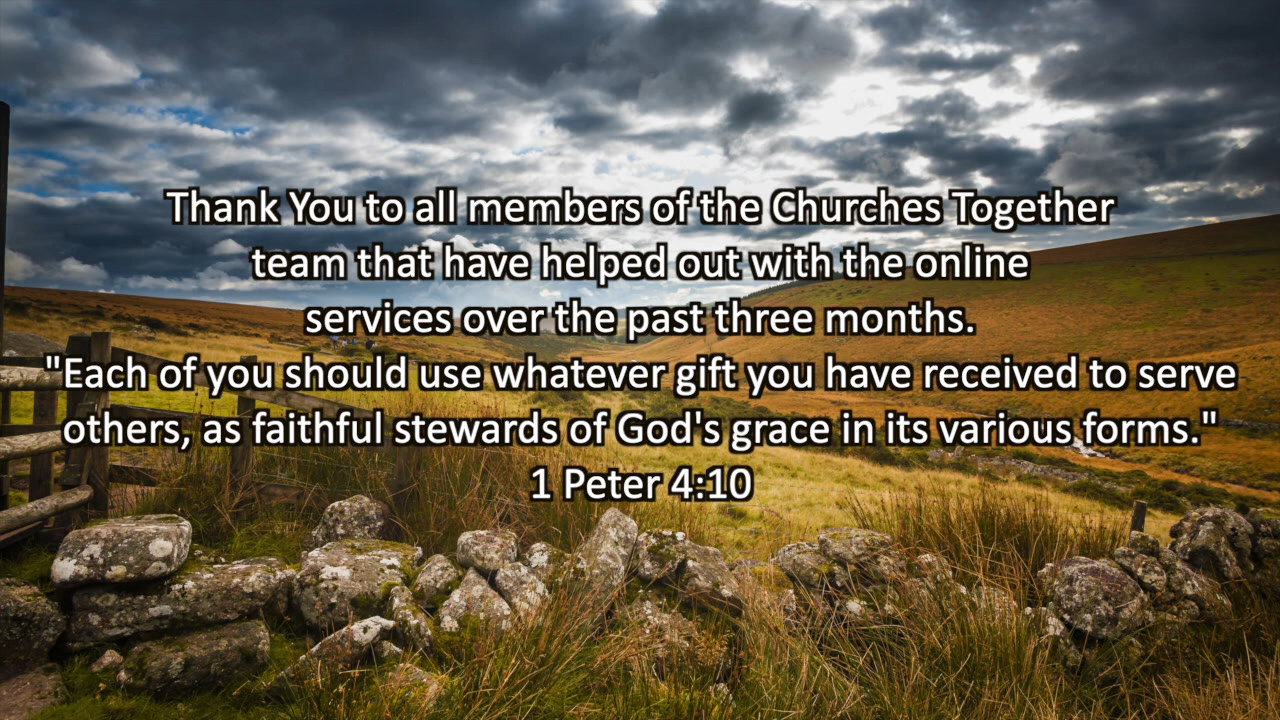 Thank You to all members of the Churches Together
team that have helped out with the online
services over the past three months.
"Each of you should use whatever gift you have received to serve
others, as faithful stewards of God's grace in its various forms."
1 Peter 4:10